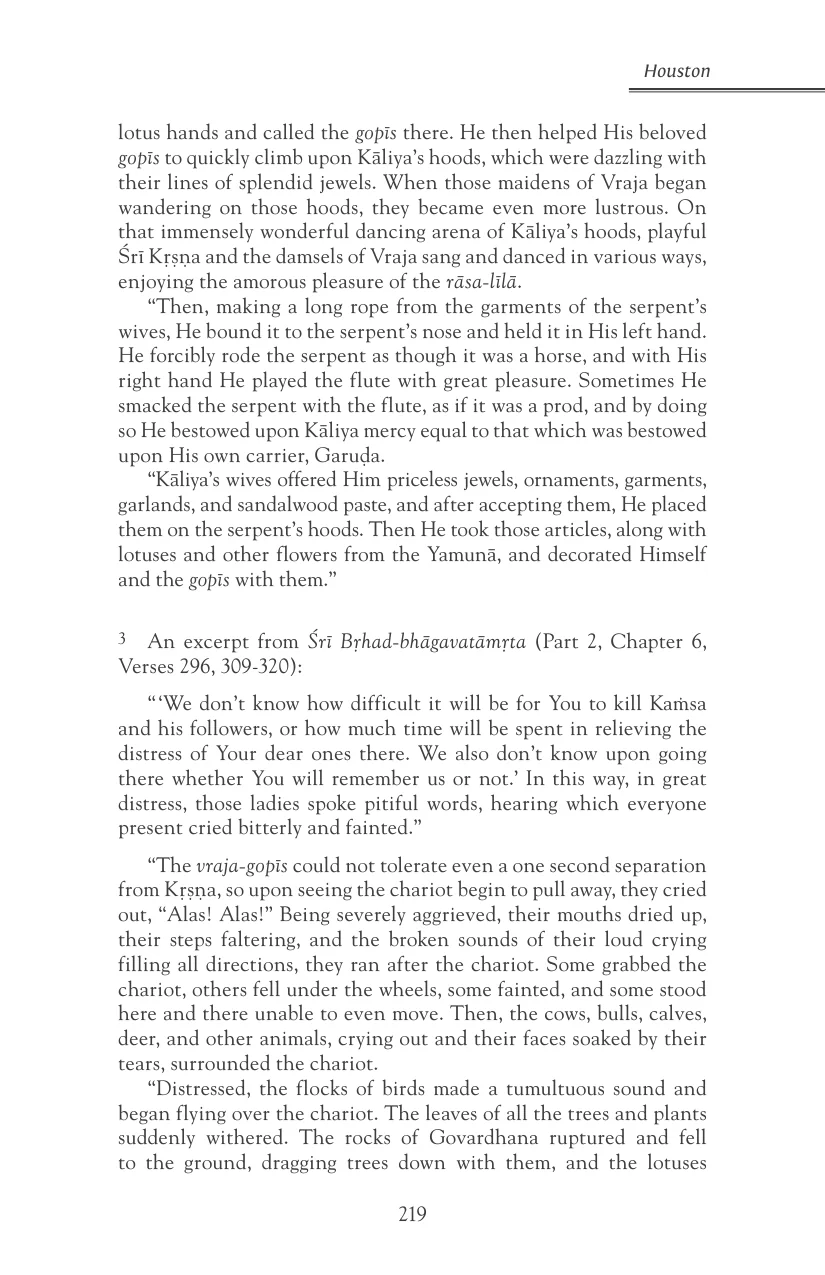 Houston
lotus hands and called the gopīs there. He then helped His beloved
gopīs to quickly climb upon Kāliya’s hoods, which were dazzling with
their lines of splendid jewels. When those maidens of Vraja began
wandering on those hoods, they became even more lustrous. On
that immensely wonderful dancing arena of Kāliya’s hoods, playful
Śrī Kṛṣṇa and the damsels of Vraja sang and danced in various ways,
enjoying the amorous pleasure of the rāsa-līlā.
“Then, making a long rope from the garments of the serpent’s
wives, He bound it to the serpent’s nose and held it in His left hand.
He forcibly rode the serpent as though it was a horse, and with His
right hand He played the flute with great pleasure. Sometimes He
smacked the serpent with the flute, as if it was a prod, and by doing
so He bestowed upon Kāliya mercy equal to that which was bestowed
upon His own carrier, Garuḍa.
“Kāliya’s wives offered Him priceless jewels, ornaments, garments,
garlands, and sandalwood paste, and after accepting them, He placed
them on the serpent’s hoods. Then He took those articles, along with
lotuses and other flowers from the Yamunā, and decorated Himself
and the gopīs with them.”
3 An excerpt from Śrī Bṛhad-bhāgavatāmṛta (Part 2, Chapter 6,
Verses 296, 309-320):
“‘We don’t know how difficult it will be for You to kill Kaṁsa
and his followers, or how much time will be spent in relieving the
distress of Your dear ones there. We also don’t know upon going
there whether You will remember us or not.’ In this way, in great
distress, those ladies spoke pitiful words, hearing which everyone
present cried bitterly and fainted.”
“The vraja-gopīs could not tolerate even a one second separation
from Kṛṣṇa, so upon seeing the chariot begin to pull away, they cried
out, “Alas! Alas!” Being severely aggrieved, their mouths dried up,
their steps faltering, and the broken sounds of their loud crying
filling all directions, they ran after the chariot. Some grabbed the
chariot, others fell under the wheels, some fainted, and some stood
here and there unable to even move. Then, the cows, bulls, calves,
deer, and other animals, crying out and their faces soaked by their
tears, surrounded the chariot.
“Distressed, the flocks of birds made a tumultuous sound and
began flying over the chariot. The leaves of all the trees and plants
suddenly withered. The rocks of Govardhana ruptured and fell
to the ground, dragging trees down with them, and the lotuses
219